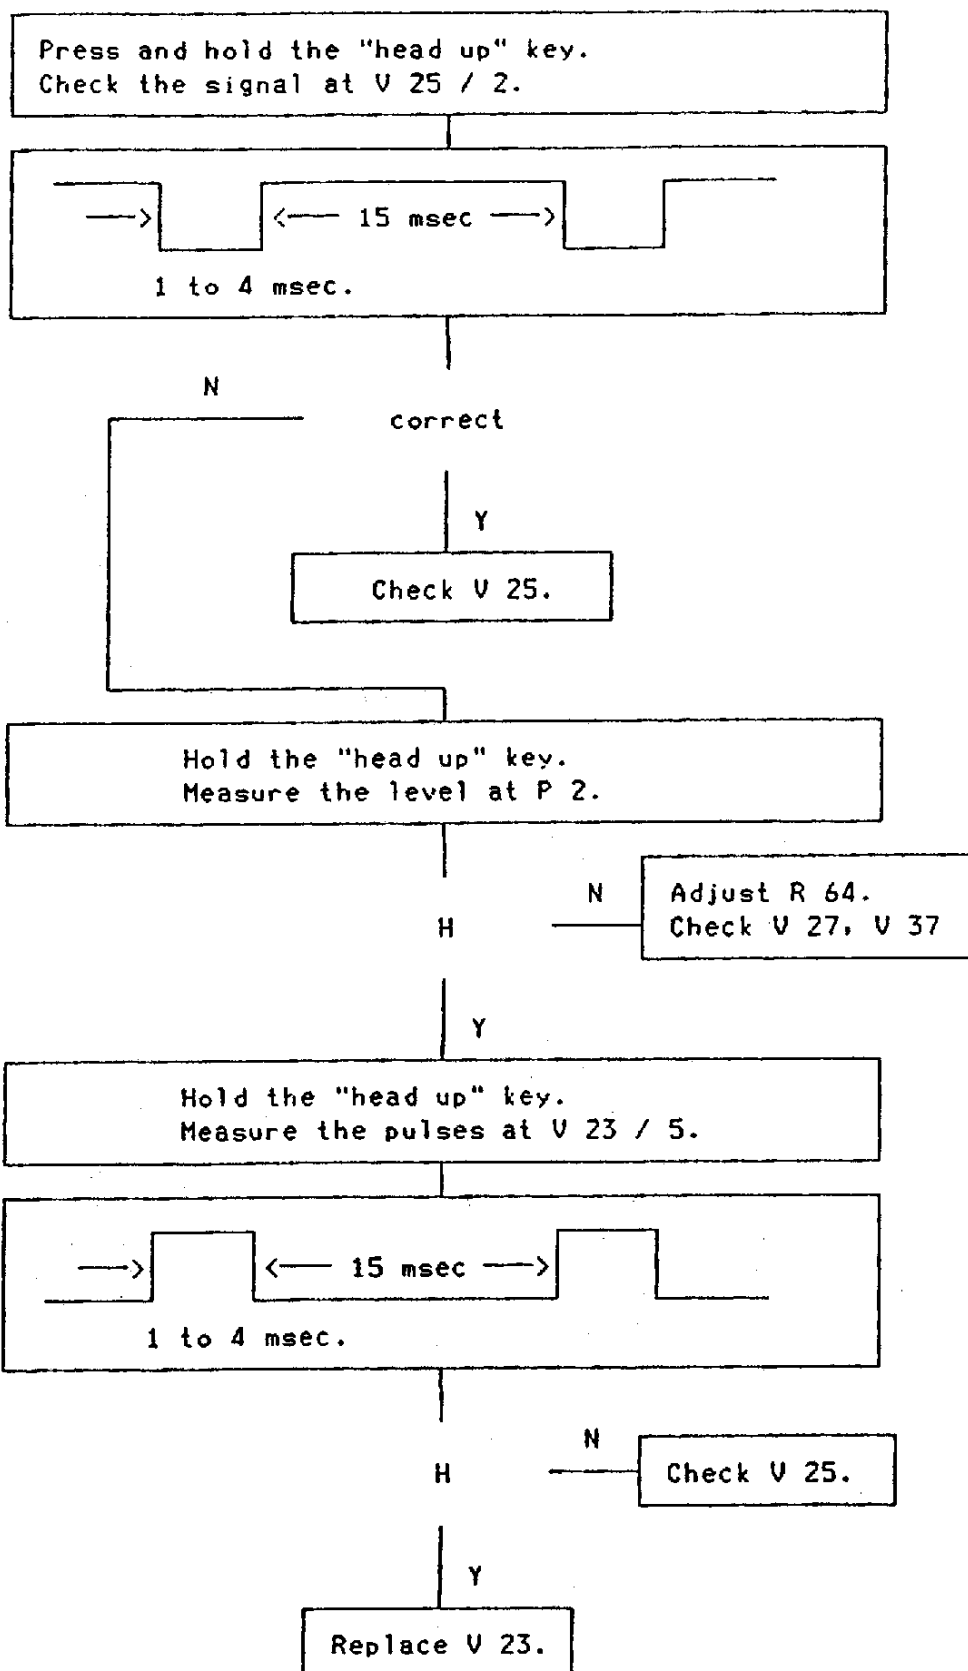 Press and hold the "head up" key.
Check the signal at V 25 / 2.
15 msec
1 to 4 msec.
N
correct
Y
Check V 25.
Hold the "head up" key.
Measure the level at P 2.
N
Adjust R 64.
H
Check V 27, V 37
Y
Hold the "head up" key.
Measure the pulses at V 23 / 5.
15 msec
1 to 4 msec.
N
H
Check V 25.
Y
Replace V 23.